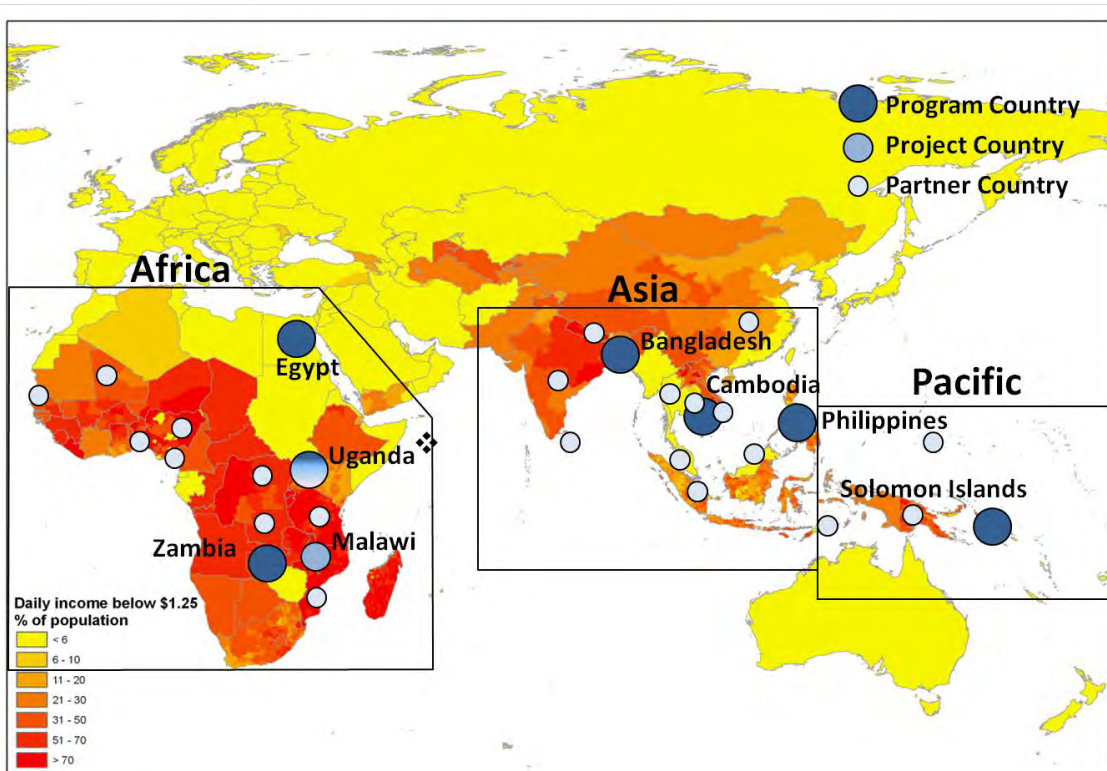 Program Country
Project Country
Partner Country
Africa
Asia
Pacific
Egypt
Bangladesh
Cambodia
Philippines
Uganda
Solomon Islands
Zambia
Malawi
Daily income below $1.25
% of population
< 6
6 - 10
11 - 20
21 - 30
31 - 50
51 - 70
> 70